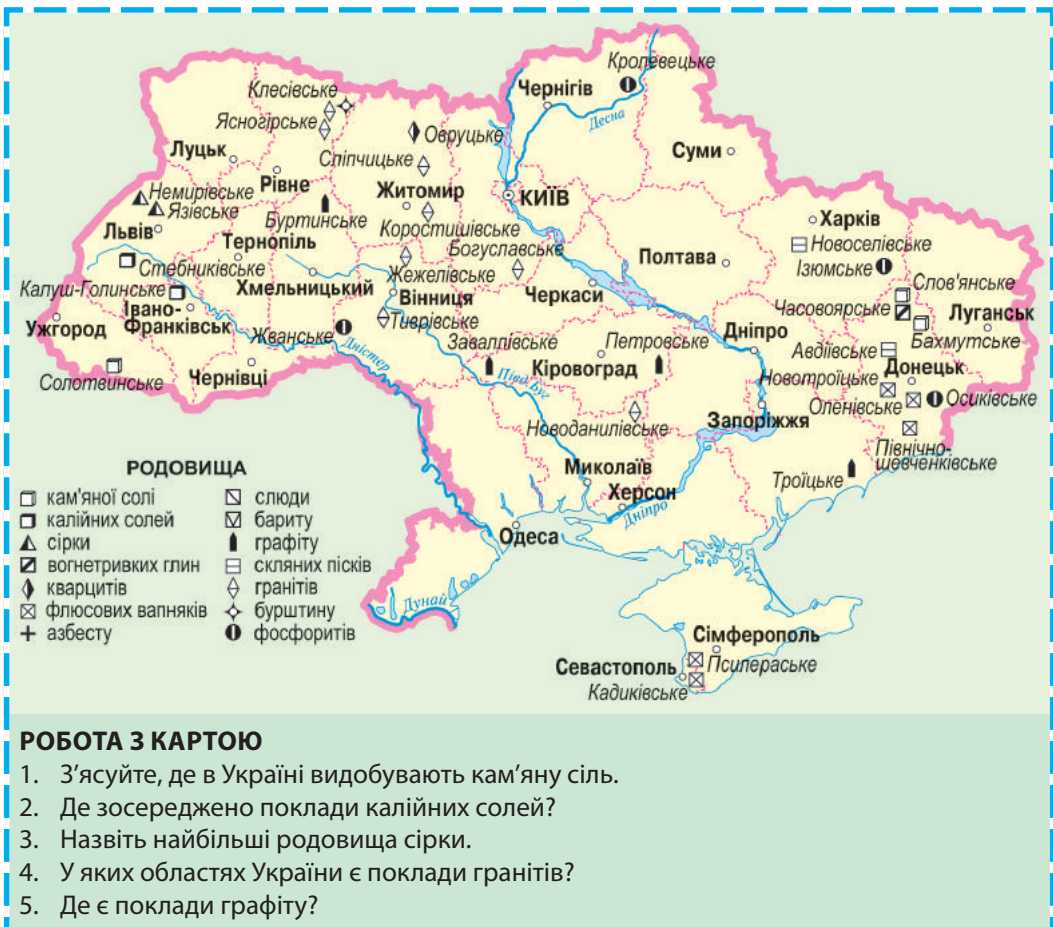 Кролевецьке
Чернігів
Десна
Клесівське
Ясногірське
Овруцьке
Сліпчицьке
Луцьк
Суми
Рівне
Житомир
КИЇВ
Немирівське
Язівське
Буртинське
Коростишівське
Харків
Львів
Тернопіль
Богуславське
Новоселівське
Стебниківське
Жежелівське
Полтава
Ізюмське
Калуш-Голинське
Хмельницький
Вінниця
Черкаси
Слов'янське
Івано-
Франківськ
Ужгород
Жванське
Тиврівське
Часовоярське
Луганськ
Заваллівське
Петровське
Дніпро
Бахмутське
Солотвинське
Чернівці
Дністер
Півд.Буг
Кіровоград
Авдіївське
Новотроїцьке
Донецьк
Новоданилівське
Запоріжжя
Оленівське
Осиківське
Північно-
шевченківське
Миколаїв
Троїцьке
Херсон
Дніпро
Одеса
Дунай
Сімферополь
Севастополь
Псилераське
Кадиківське
РОДОВИЩА
кам'яної солі
калійних солей
сірки
вогнетривких глин
кварцитів
флюсових вапняків
азбесту
слюди
бариту
графіту
скляних пісків
гранітів
бурштину
фосфоритів
РОБОТА З КАРТОЮ
1. З'ясуйте, де в Україні видобувають кам'яну сіль.
2. Де зосереджено поклади калійних солей?
3. Назвіть найбільші родовища сірки.
4. У яких областях України є поклади гранітів?
5. Де є поклади графіту?